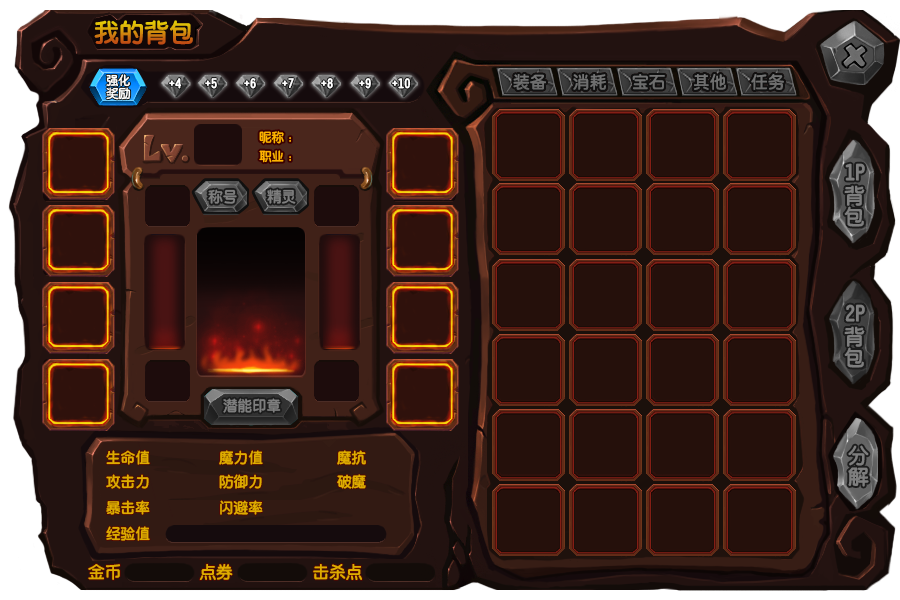 我的背包
强化
奖励
+4 +5 +6 +7 +8 +9 +10
Lv.
昵称：
职业：
称号 精灵
潜能印章
生命值 魔力值 魔抗
攻击力 防御力 破魔
暴击率 闪避率
经验值
金币 点券 击杀点
装备 消耗 宝石 其他 任务
1P
背
包
2P
背
包
分
解